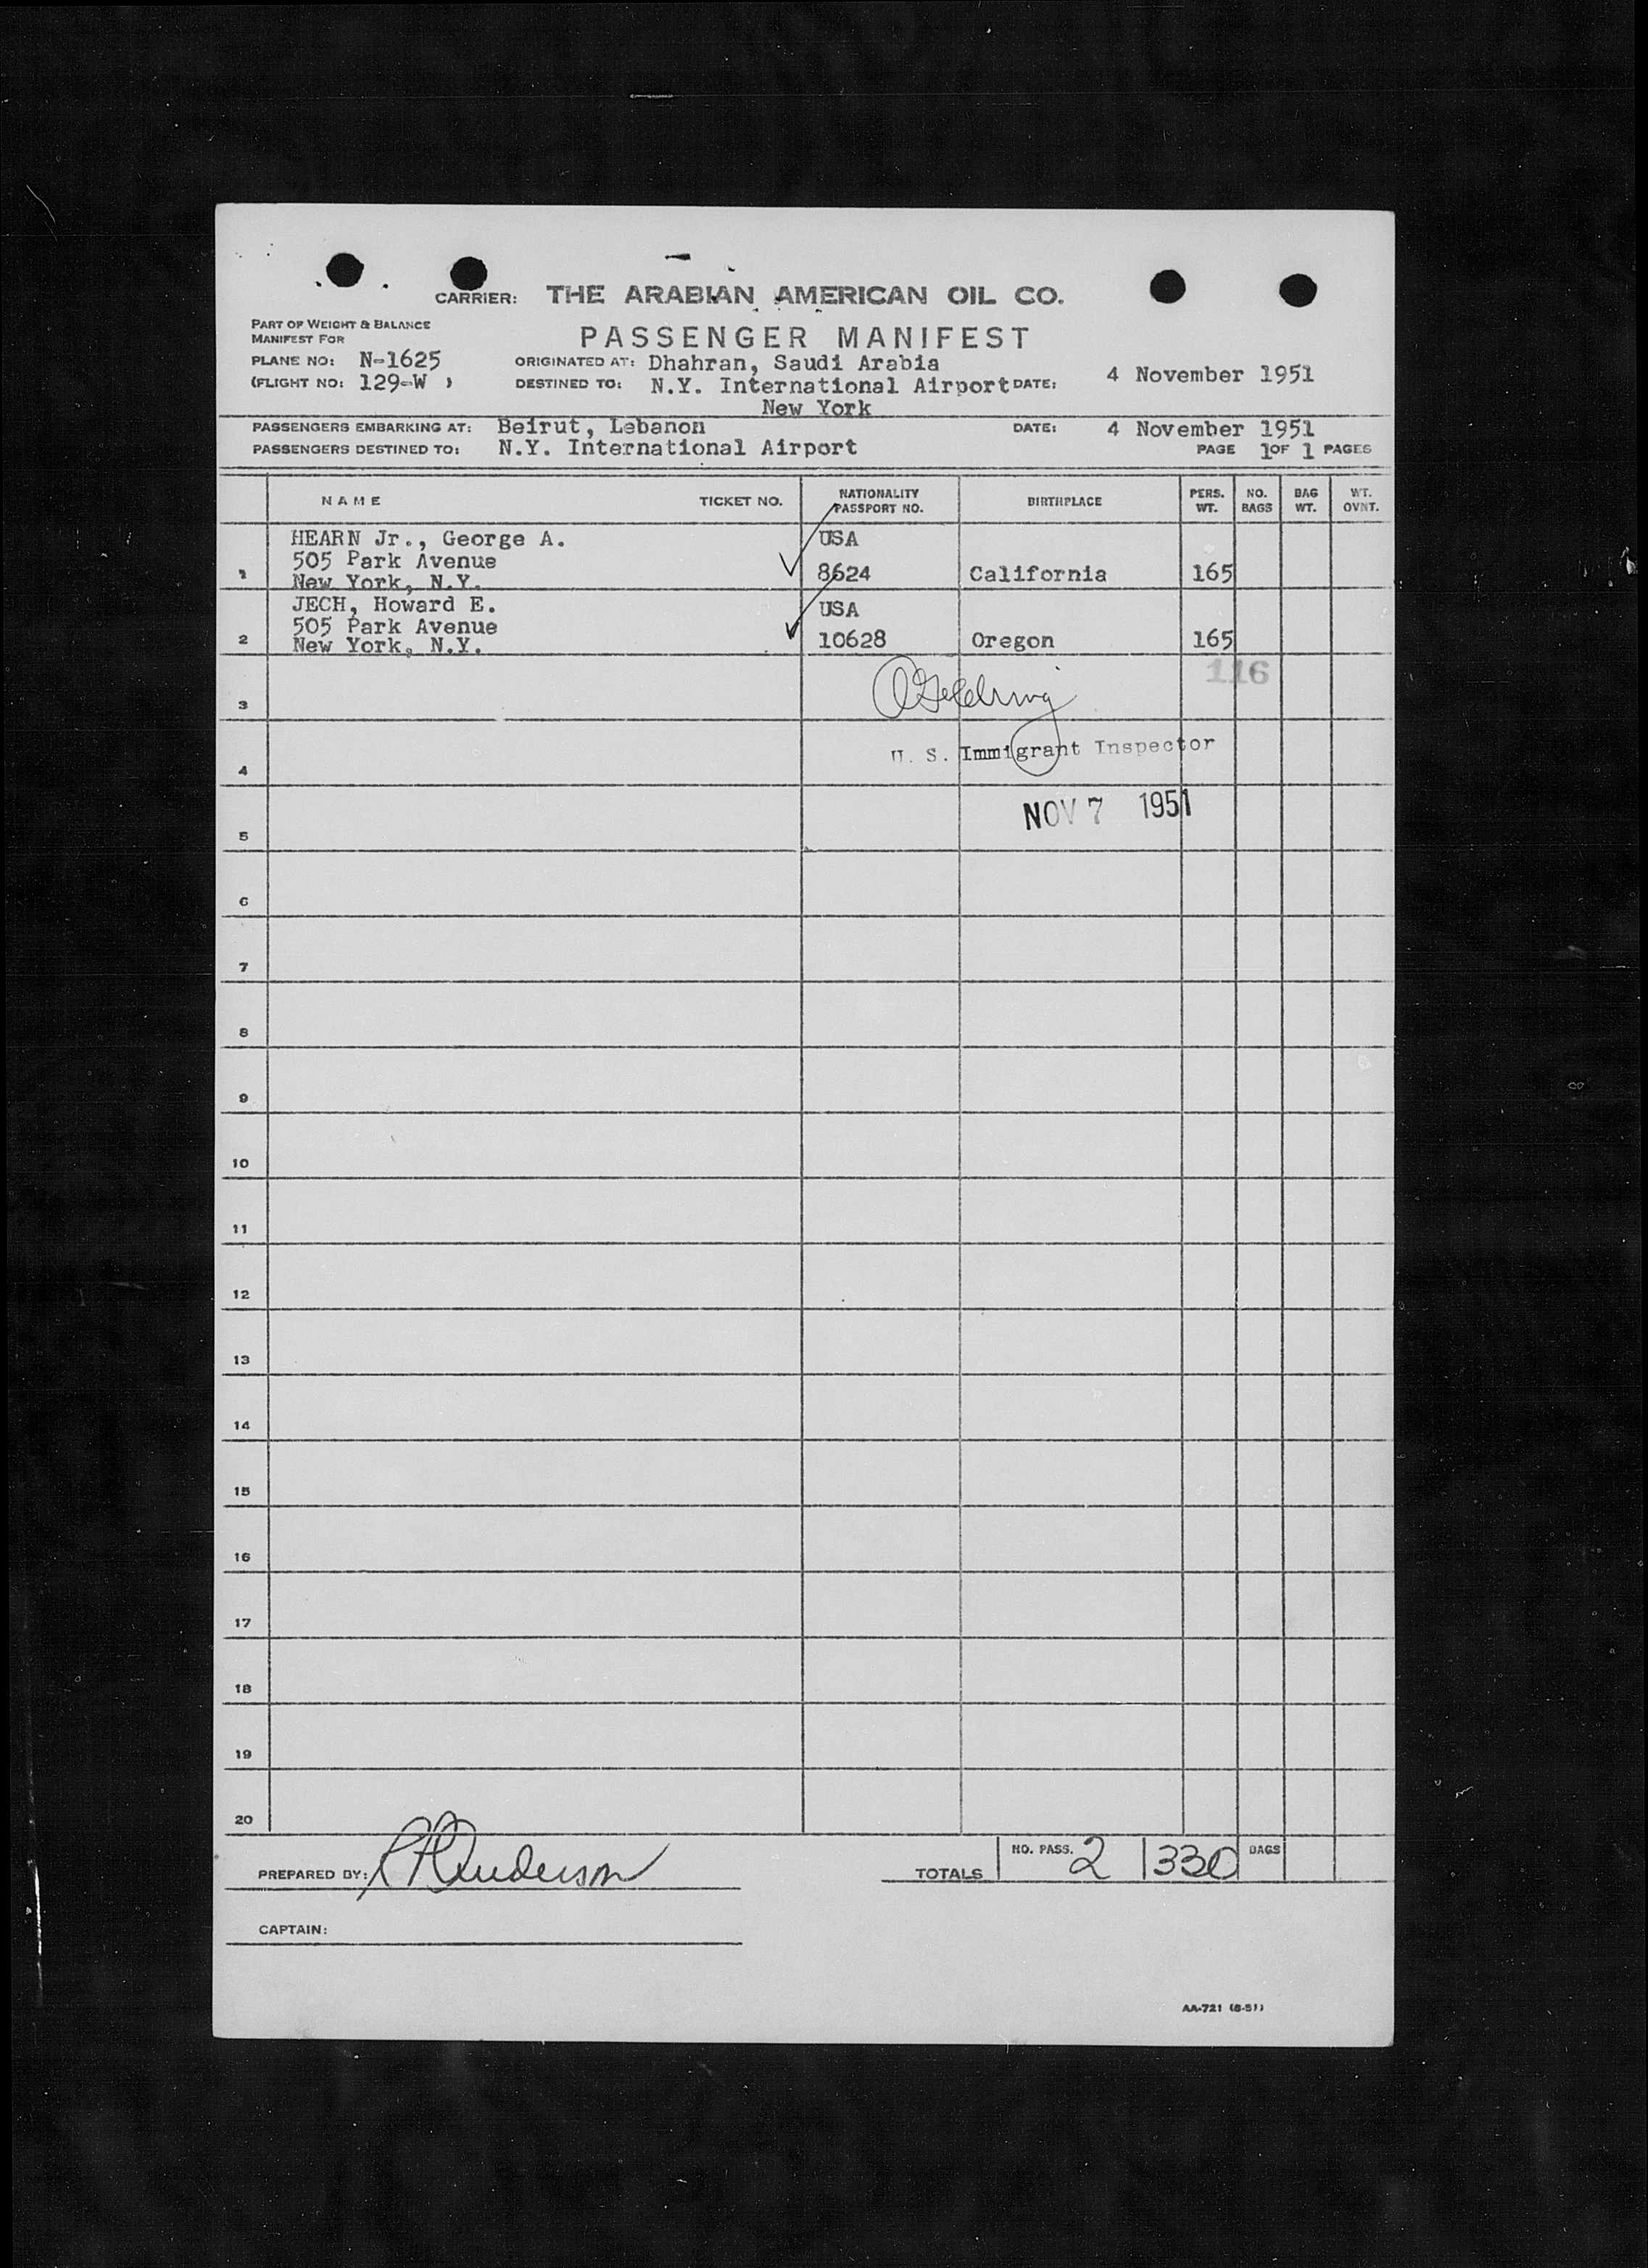 CARRIER: THE ARABIAN AMERICAN OIL CO.
PART OF WEIGHT & BALANCE
MANIFEST FOR
PASSENGER MANIFEST
PLANE NO: N-1625
ORIGINATED AT: Dhahran, Saudi Arabia
(FLIGHT NO: 129-W )
DESTINED TO: N.Y. International Airport DATE: 4 November 1951
New York
PASSENGERS EMBARKING AT: Beirut, Lebanon DATE: 4 November 1951
PASSENGERS DESTINED TO: N.Y. International Airport PAGE 1 OF 1 PAGES
NAME TICKET NO. NATIONALITY PASSPORT NO. BIRTHPLACE PERS. WT. NO. BAGS BAG WT. WT. OVNT.
HEARN Jr., George A. USA
505 Park Avenue
1 New York, N.Y. 8624 California 165
JECH, Howard E. USA
505 Park Avenue
2 New York, N.Y. 10628 Oregon 165
116
3
U. S. Immigrant Inspector
4
NOV 7 1951
5
6
7
8
9
10
11
12
13
14
15
16
17
18
19
20
PREPARED BY: Anderson TOTALS NO. PASS. 2 330 BAGS
CAPTAIN:
AA-721 (8-51)